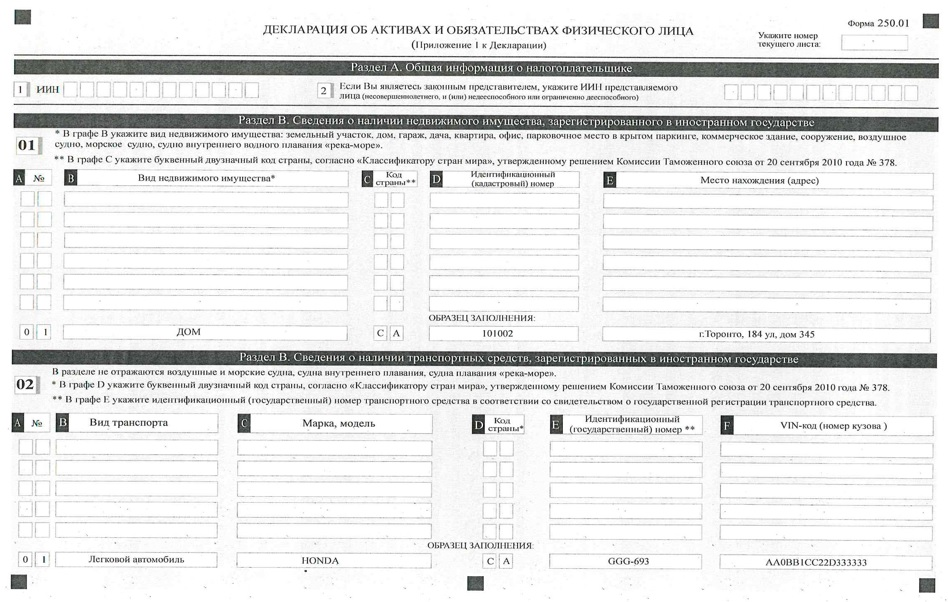 Форма 250.01
ДЕКЛАРАЦИЯ ОБ АКТИВАХ И ОБЯЗАТЕЛЬСТВАХ ФИЗИЧЕСКОГО ЛИЦА
(Приложение 1 к Декларации)
Укажите номер
текущего листа:
Раздел А. Общая информация о налогоплательщике
1 ИИН
2 Если Вы являетесь законным представителем, укажите ИИН представляемого
лица (несовершеннолетнего, и (или) недееспособного или ограниченно дееспособного)
Раздел В. Сведения о наличии недвижимого имущества, зарегистрированного в иностранном государстве
01 * В графе B укажите вид недвижимого имущества: земельный участок, дом, гараж, дача, квартира, офис, парковочное место в крытом паркинге, коммерческое здание, сооружение, воздушное
судно, морское судно, судно внутреннего водного плавания «река-море».
** В графе С укажите буквенный двузначный код страны, согласно «Классификатору стран мира», утвержденному решением Комиссии Таможенного союза от 20 сентября 2010 года № 378.
A № B Вид недвижимого имущества* C Код страны** D Идентификационный (кадастровый) номер E Место нахождения (адрес)
ОБРАЗЕЦ ЗАПОЛНЕНИЯ:
0 1 ДОМ C A 101002 г.Торонто, 184 ул, дом 345
Раздел В. Сведения о наличии транспортных средств, зарегистрированных в иностранном государстве
В разделе не отражаются воздушные и морские судна, судна внутреннего плавания, судна плавания «река-море».
02 * В графе D укажите буквенный двузначный код страны, согласно «Классификатору стран мира», утвержденному решением Комиссии Таможенного союза от 20 сентября 2010 года № 378.
** В графе Е укажите идентификационный (государственный) номер транспортного средства в соответствии со свидетельством о государственной регистрации транспортного средства.
A № B Вид транспорта C Марка, модель D Код страны* E Идентификационный (государственный) номер ** F VIN-код (номер кузова )
ОБРАЗЕЦ ЗАПОЛНЕНИЯ:
0 1 Легковой автомобиль HONDA C A GGG-693 AA0BB1CC22D333333